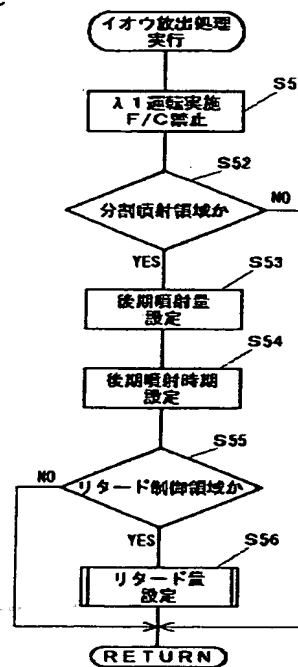 イオウ放出処理
実行
S5
λ1運転実施
F/C禁止
S52
分割噴射領域か
NO
YES
S53
後期噴射量
設定
S54
後期噴射時期
設定
S55
NO
リタード制御領域か
YES
S56
リタード量
設定
RETURN